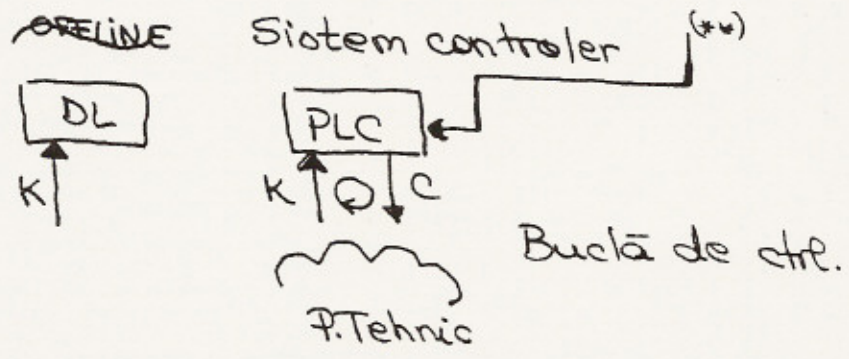 OFFLINE Sistem controler (**)
DL PLC
K K C
Buclă de ctrl.
P.Tehnic